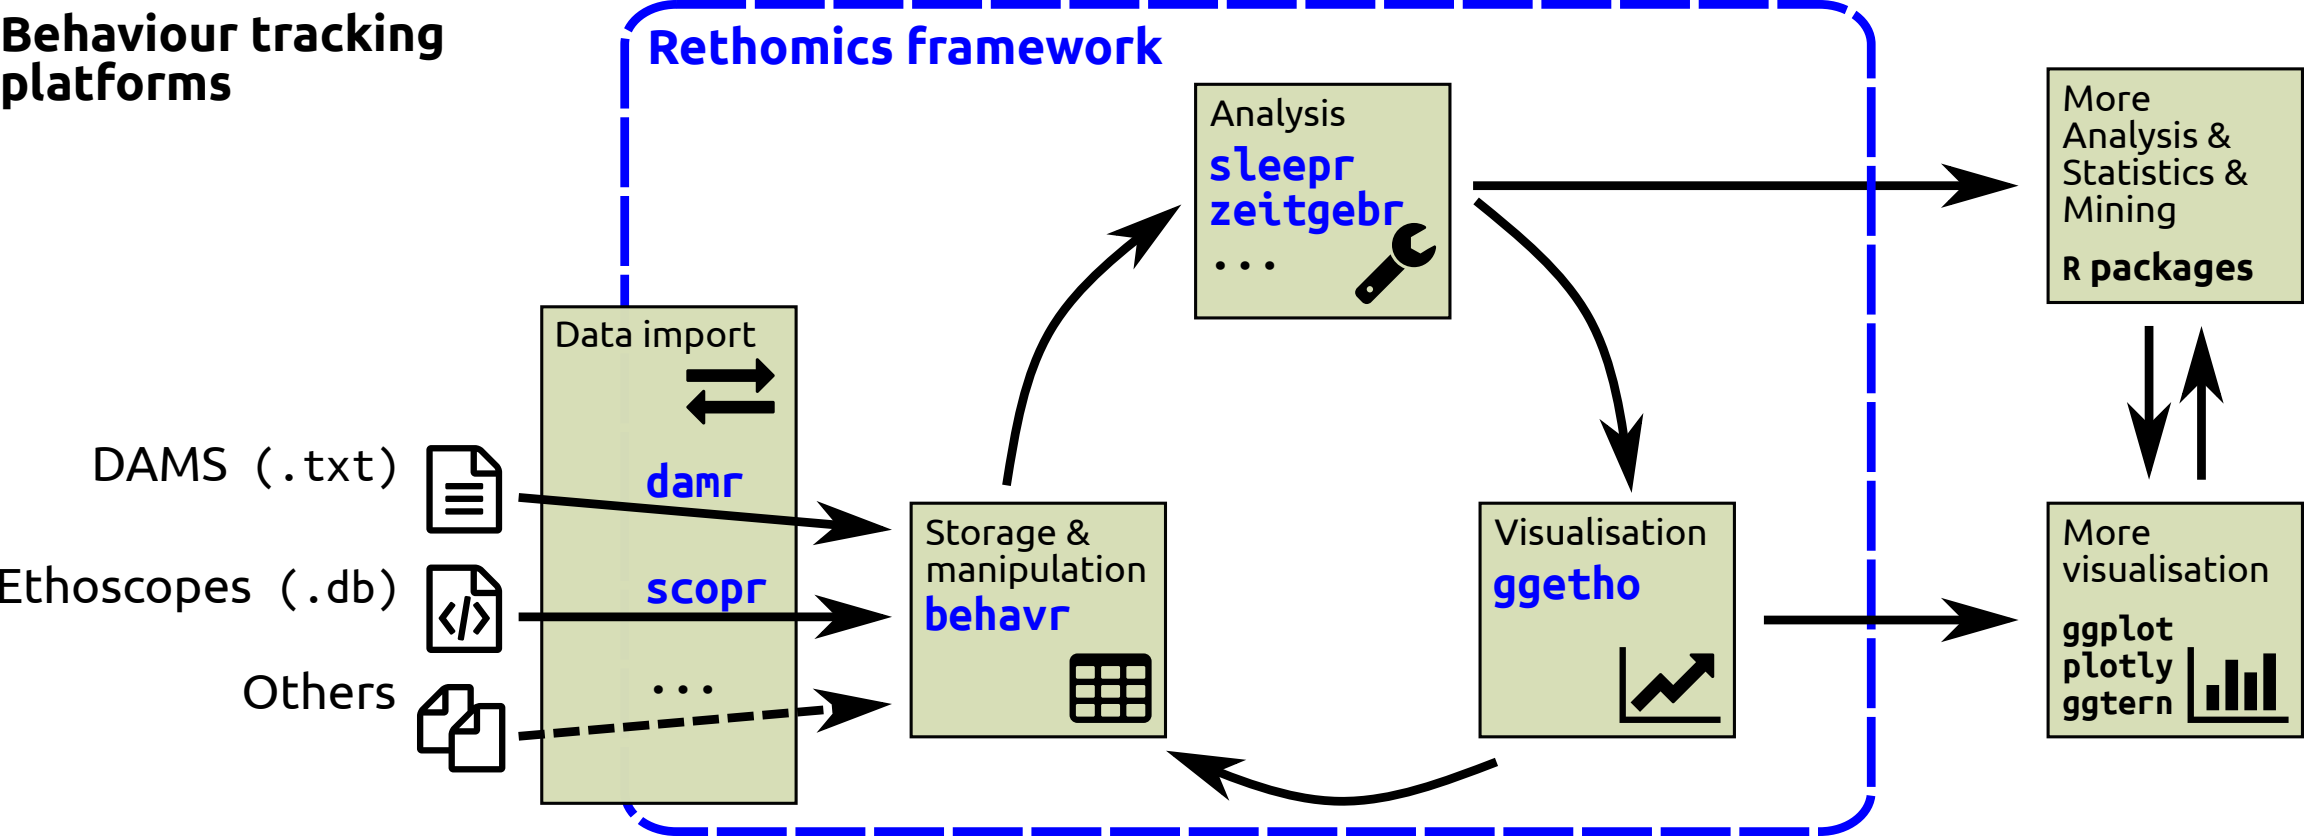 Behaviour tracking
platforms
Rethomics framework
DAMS (.txt)
Ethoscopes (.db)
Others
Data import
damr
scopr
...
Storage &
manipulation
behavr
Analysis
sleepr
zeitgebr
...
Visualisation
ggetho
More
Analysis &
Statistics &
Mining
R packages
More
visualisation
ggplot
plotly
ggtern